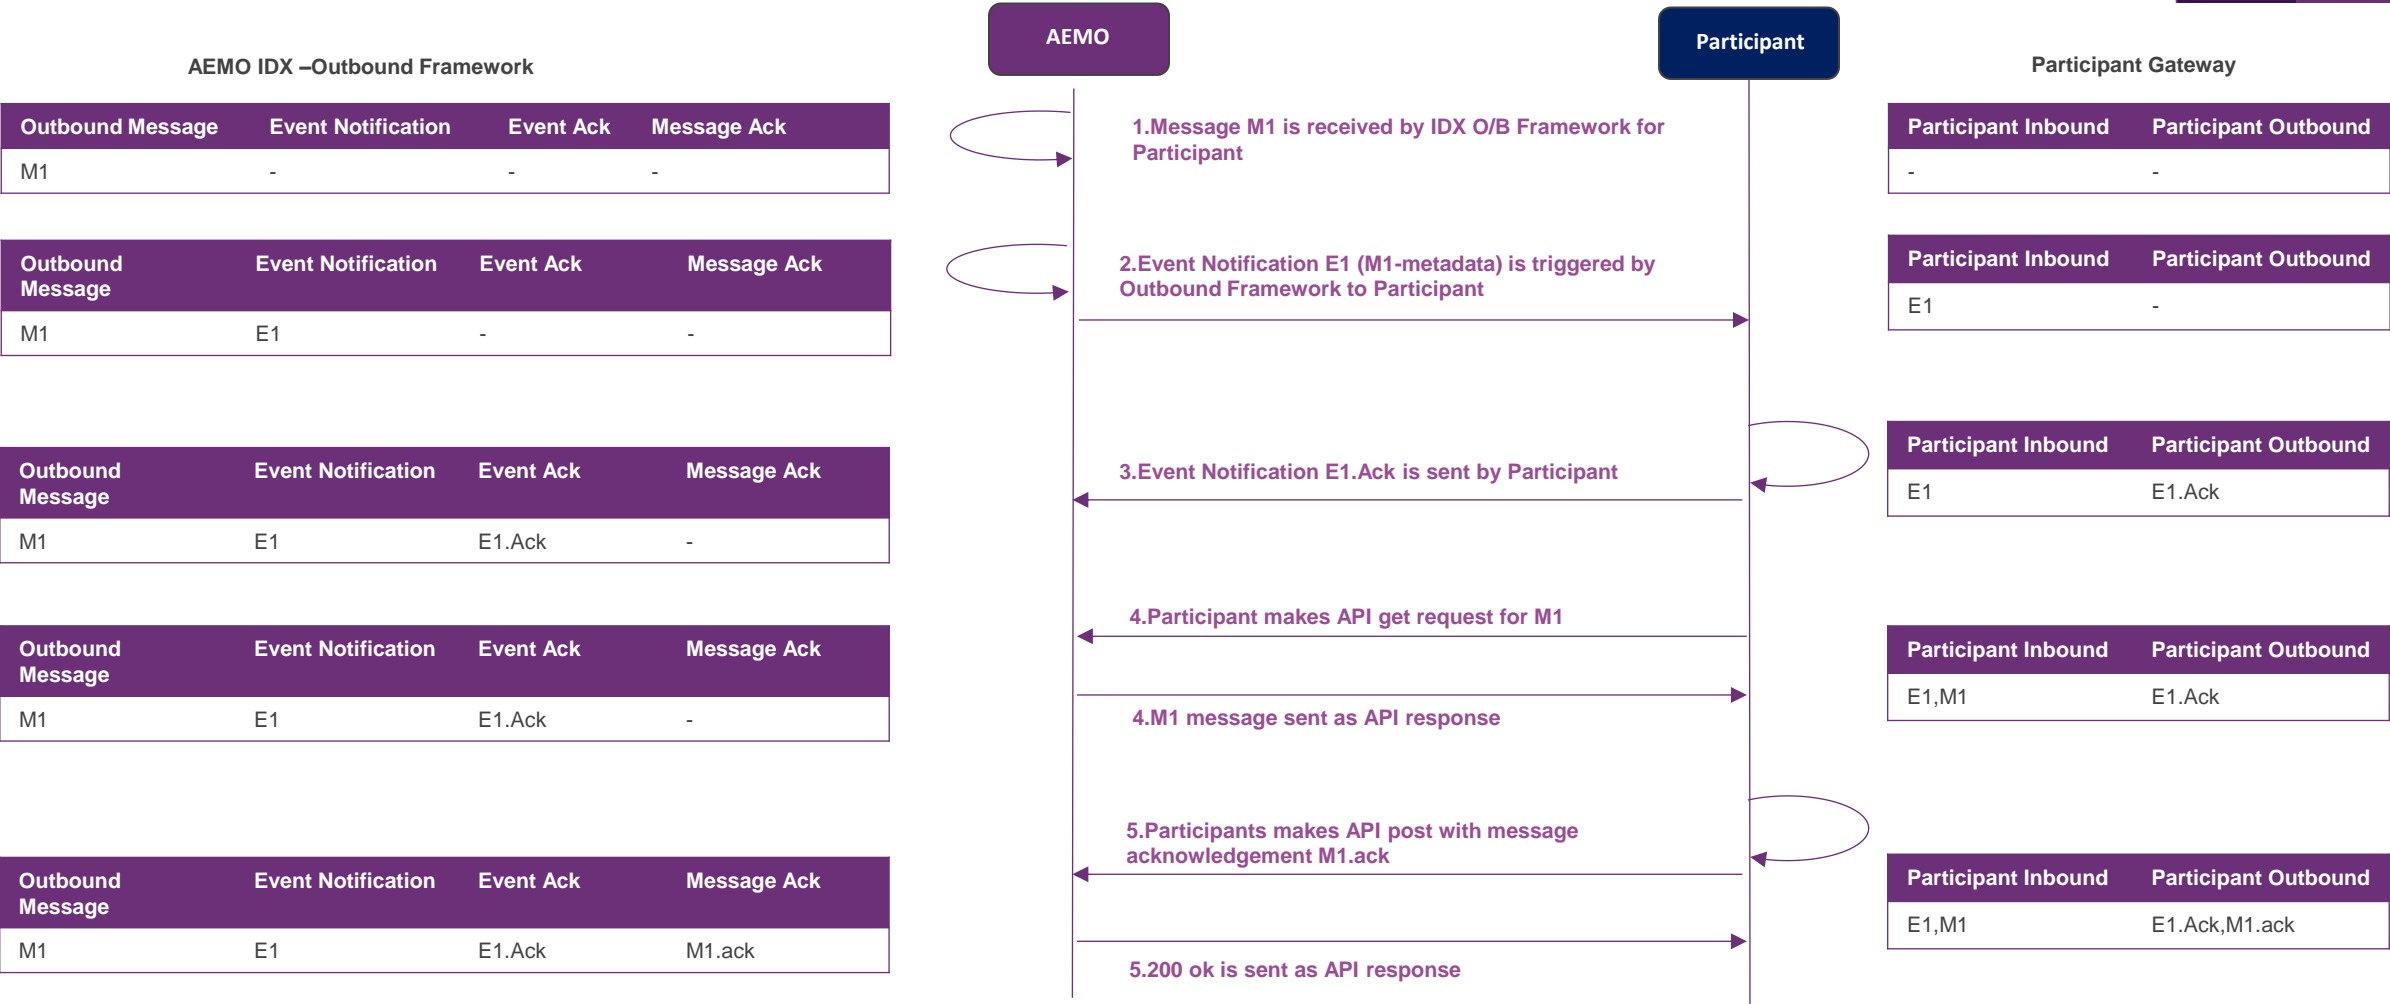 AEMO
Participant
AEMO IDX –Outbound Framework
Participant Gateway
Outbound Message Event Notification Event Ack Message Ack
M1 - - -
1.Message M1 is received by IDX O/B Framework for
Participant
Participant Inbound Participant Outbound
- -
Outbound
Message Event Notification Event Ack Message Ack
M1 E1 - -
2.Event Notification E1 (M1-metadata) is triggered by
Outbound Framework to Participant
Participant Inbound Participant Outbound
E1 -
Outbound
Message Event Notification Event Ack Message Ack
M1 E1 E1.Ack -
3.Event Notification E1.Ack is sent by Participant
Participant Inbound Participant Outbound
E1 E1.Ack
Outbound
Message Event Notification Event Ack Message Ack
M1 E1 E1.Ack -
4.Participant makes API get request for M1
4.M1 message sent as API response
Participant Inbound Participant Outbound
E1,M1 E1.Ack
Outbound
Message Event Notification Event Ack Message Ack
M1 E1 E1.Ack M1.ack
5.Participants makes API post with message
acknowledgement M1.ack
5.200 ok is sent as API response
Participant Inbound Participant Outbound
E1,M1 E1.Ack,M1.ack